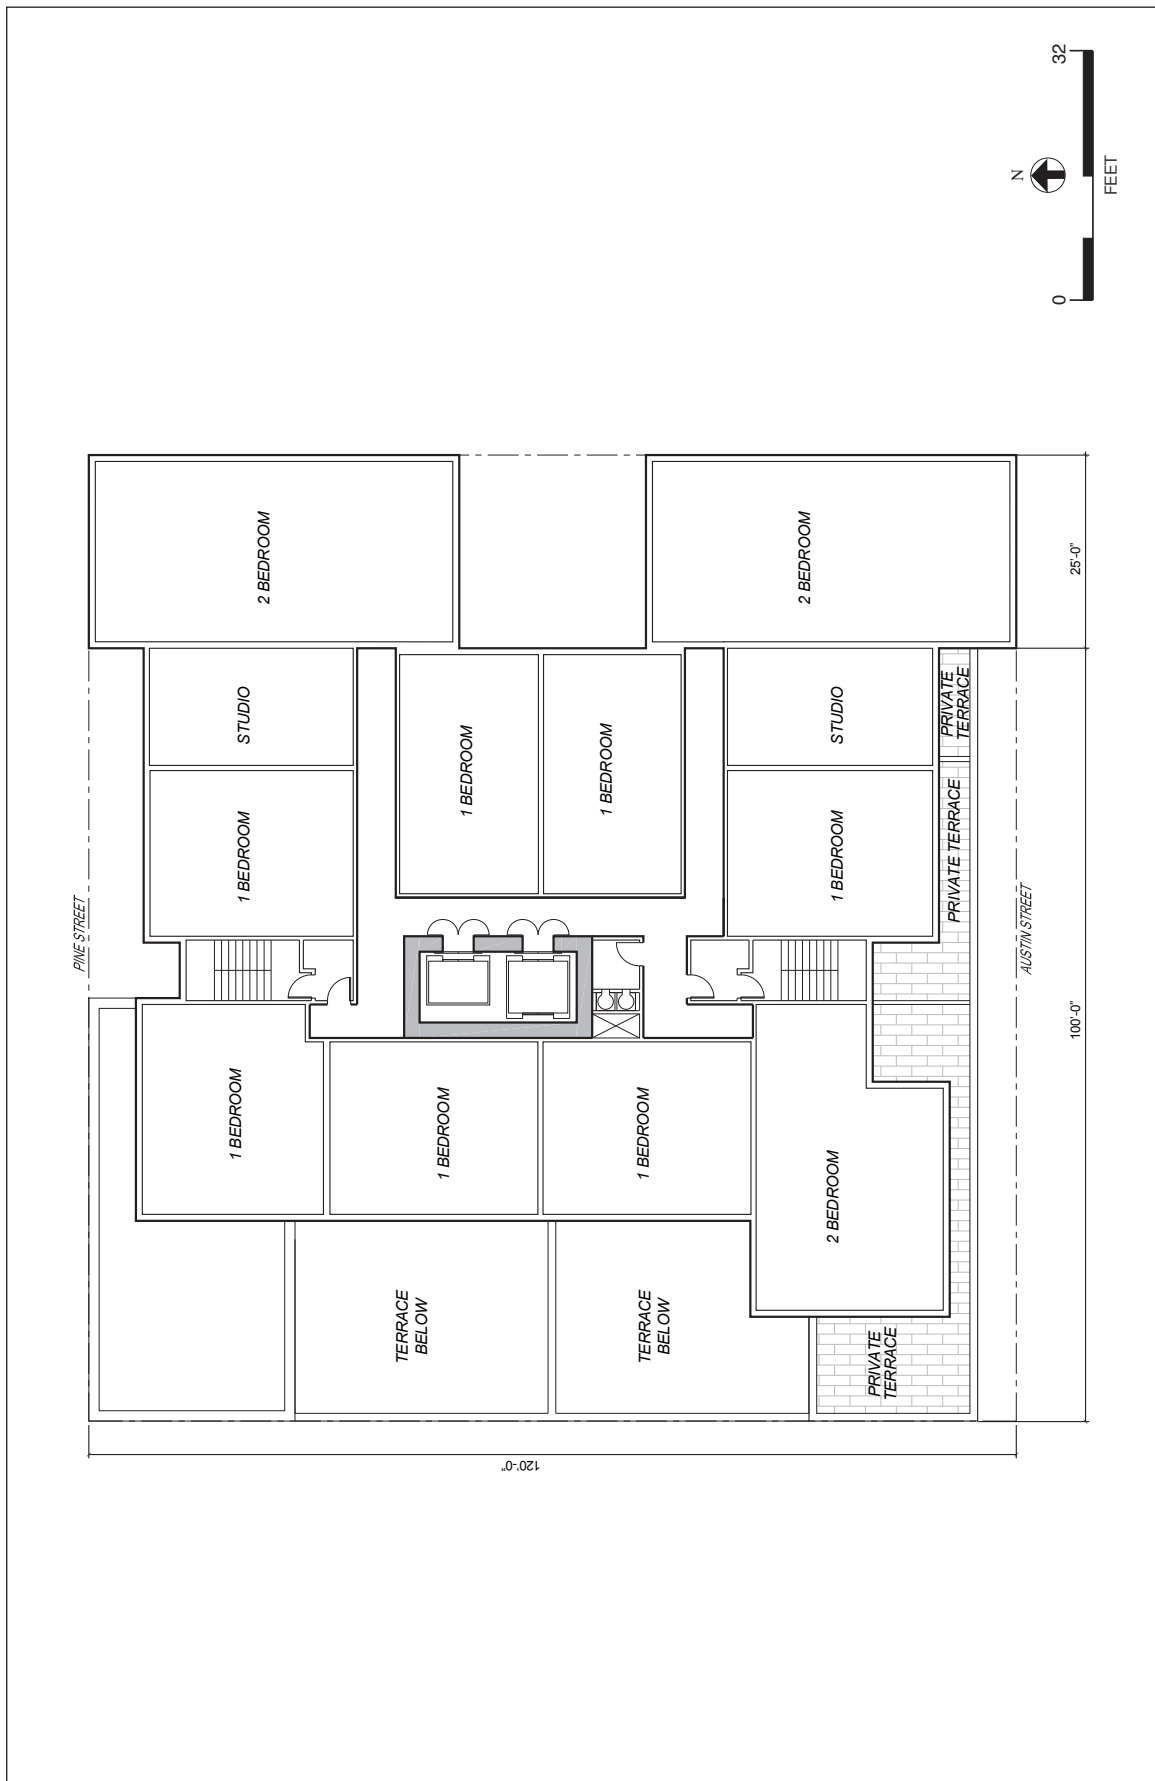 PINE STREET
2 BEDROOM
STUDIO
1 BEDROOM
1 BEDROOM
1 BEDROOM
2 BEDROOM
STUDIO
1 BEDROOM
PRIVATE
TERRACE
PRIVATE TERRACE
AUSTIN STREET
1 BEDROOM
1 BEDROOM
1 BEDROOM
2 BEDROOM
TERRACE
BELOW
TERRACE
BELOW
PRIVATE
TERRACE
120'-0"
25'-0"
100'-0"
N
0
32
FEET